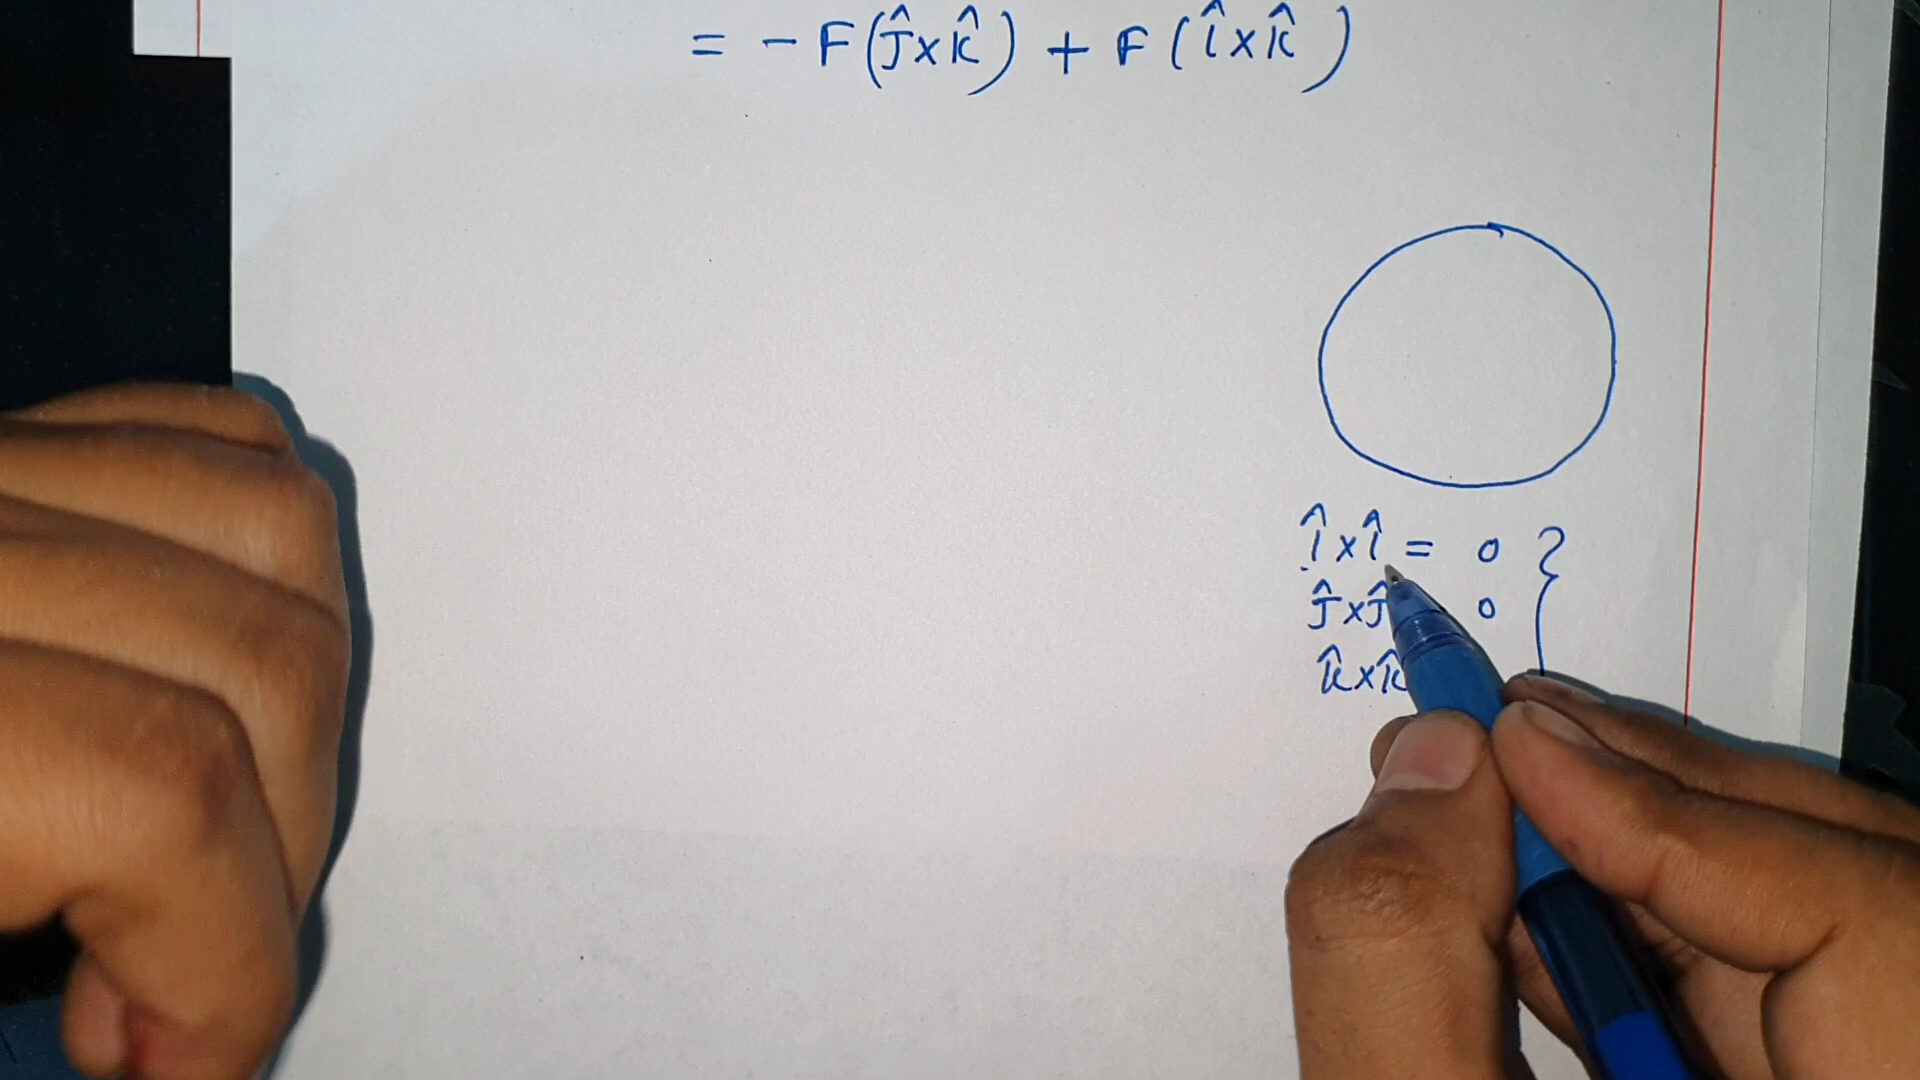 = - F(ĵ×k̂) + F(î×k̂)
î×î = 0 }
ĵ×ĵ 0
k̂×k̂